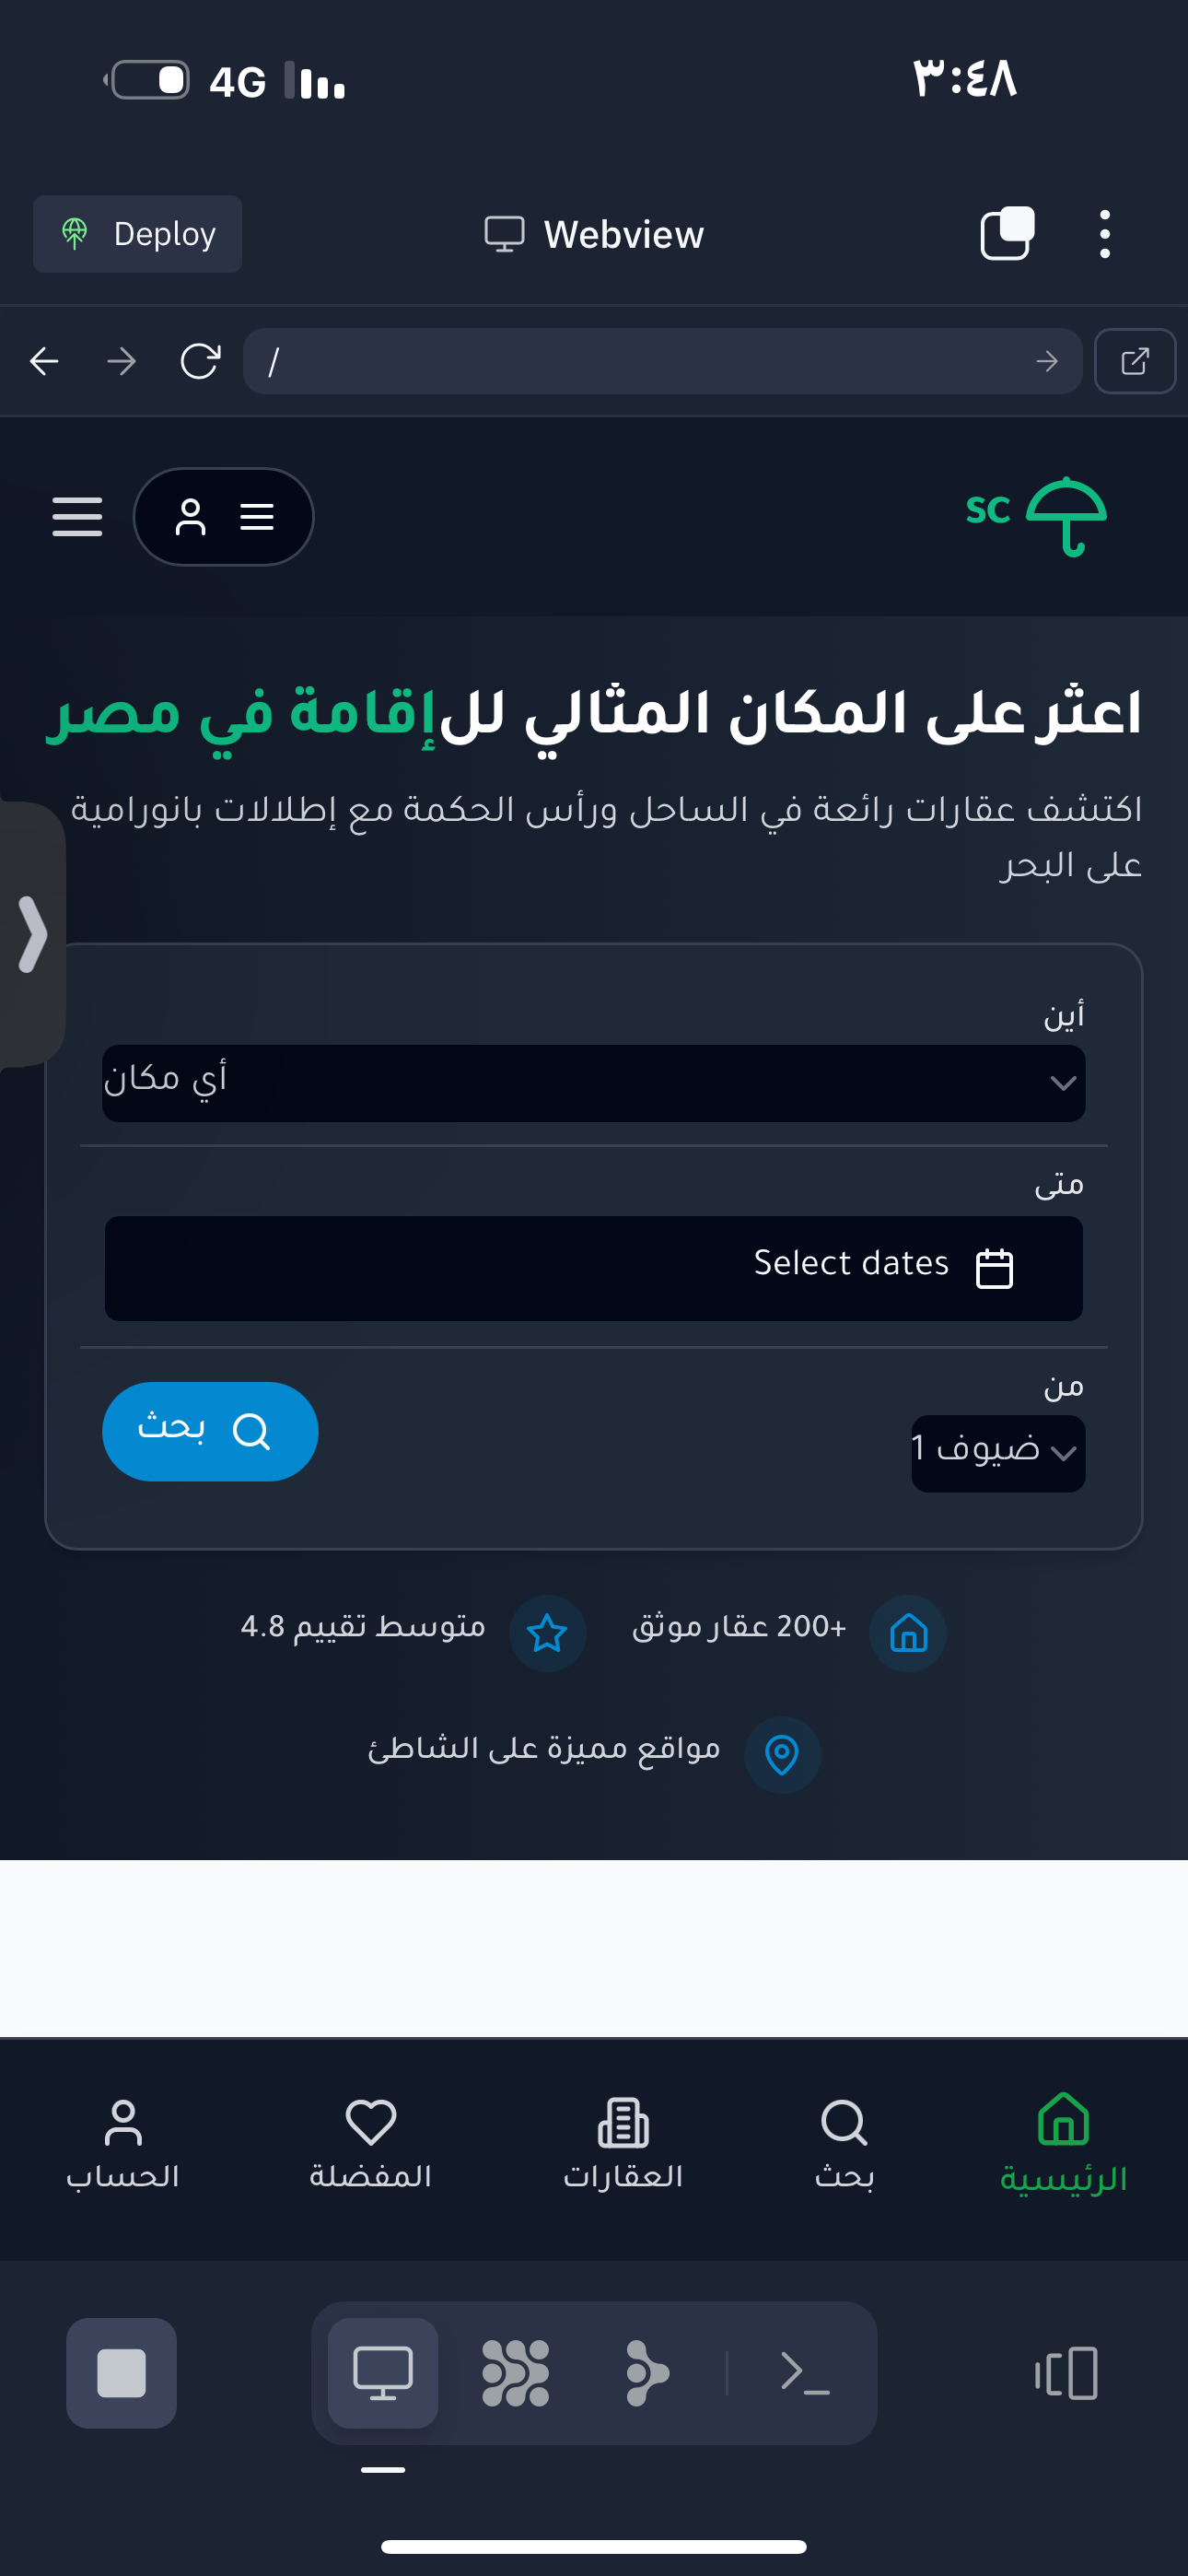 ٣:٤٨
4G
Deploy
Webview
/
SC
اعثر على المكان المثالي للإقامة في مصر
اكتشف عقارات رائعة في الساحل ورأس الحكمة مع إطلالات بانورامية
على البحر
أين
أي مكان
متى
Select dates
من
ضيوف 1
بحث
+200 عقار موثق
متوسط تقييم 4.8
مواقع مميزة على الشاطئ
الرئيسية
بحث
العقارات
المفضلة
الحساب